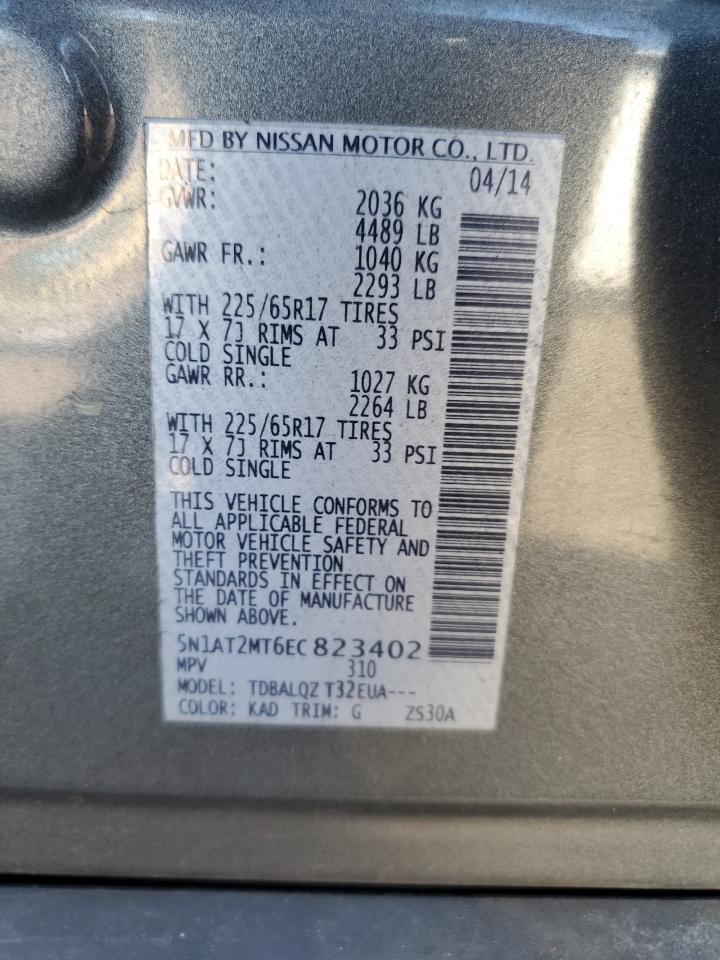 MFD BY NISSAN MOTOR CO., LTD.
DATE: 04/14
GVWR: 2036 KG
4489 LB
GAWR FR.: 1040 KG
2293 LB
WITH 225/65R17 TIRES
17 X 7J RIMS AT 33 PSI
COLD SINGLE
GAWR RR.: 1027 KG
2264 LB
WITH 225/65R17 TIRES
17 X 7J RIMS AT 33 PSI
COLD SINGLE
THIS VEHICLE CONFORMS TO
ALL APPLICABLE FEDERAL
MOTOR VEHICLE SAFETY AND
THEFT PREVENTION
STANDARDS IN EFFECT ON
THE DATE OF MANUFACTURE
SHOWN ABOVE.
5N1AT2MT6EC823402
MPV 310
MODEL: TDBALQZ T32EUA---
COLOR: KAD TRIM: G ZS30A